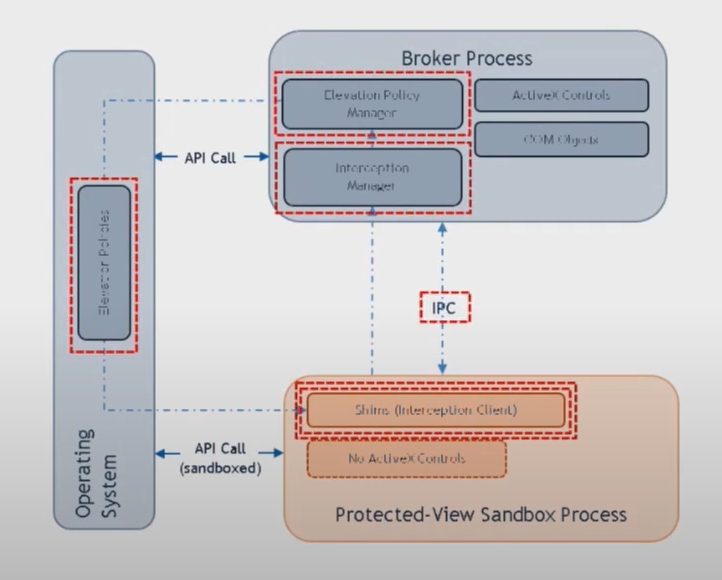 Broker Process
Elevation Policy
Manager
ActiveX Controls
COM Objects
API Call
Interception
Manager
Elevation Policies
IPC
Shims (Interception Client)
API Call
(sandboxed)
No ActiveX Controls
Operating
System
Protected-View Sandbox Process